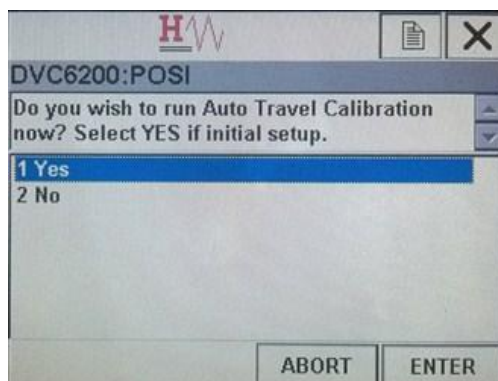 H
DVC6200:POSI
Do you wish to run Auto Travel Calibration
now? Select YES if initial setup.
1 Yes
2 No
ABORT
ENTER